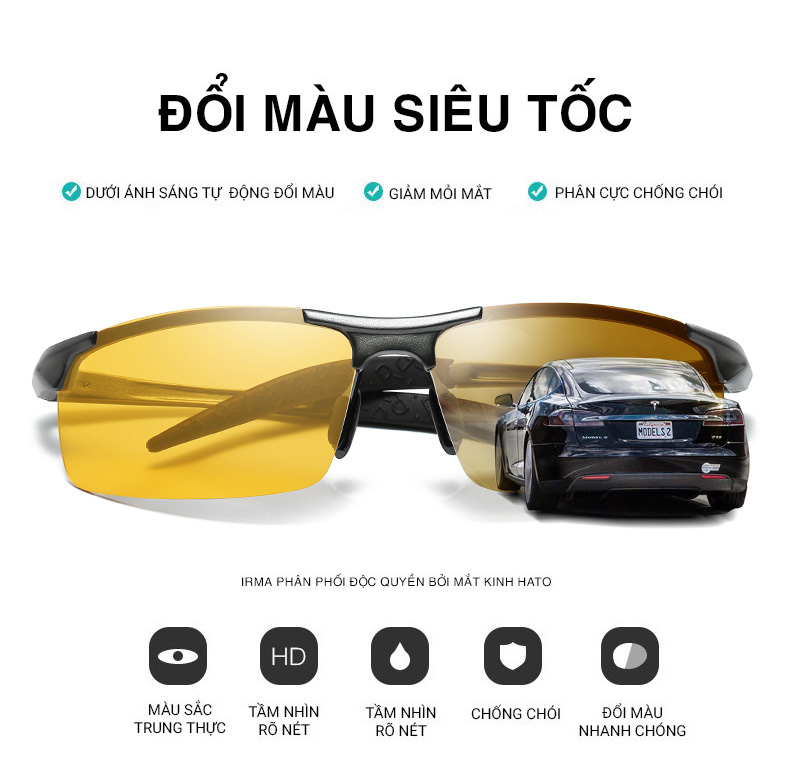 ĐỔI MÀU SIÊU TỐC
DƯỚI ÁNH SÁNG TỰ ĐỘNG ĐỔI MÀU
GIẢM MỎI MẮT
PHÂN CỰC CHỐNG CHÓI
MODELS 2
IRMA PHÂN PHỐI ĐỘC QUYỀN BỞI MẮT KINH HATO
HD
MÀU SẮC
TRUNG THỰC
TẦM NHÌN
RÕ NÉT
TẦM NHÌN
RÕ NÉT
CHỐNG CHÓI
ĐỔI MÀU
NHANH CHÓNG